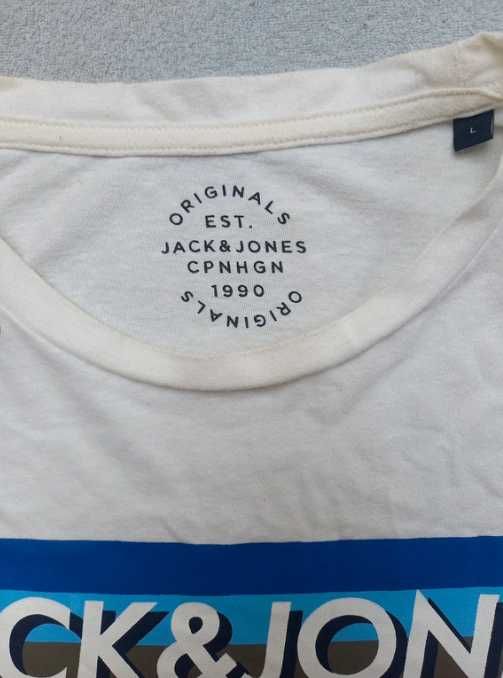 L
ORIGINALS
EST.
JACK&JONES
CPNHGN
1990
ORIGINALS
CK&JON